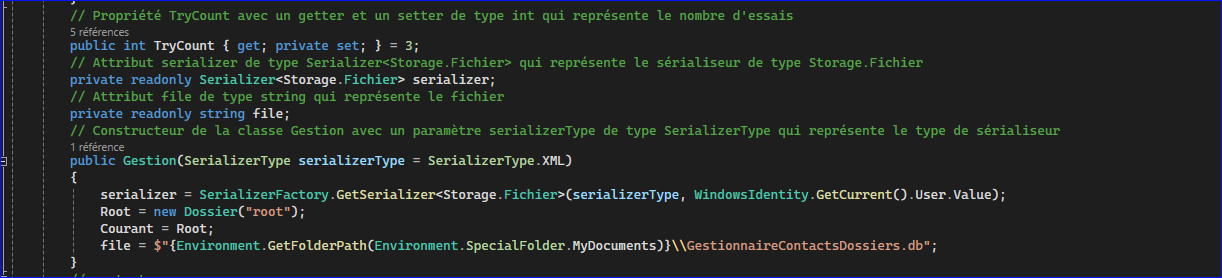 // Propriété TryCount avec un getter et un setter de type int qui représente le nombre d'essais
5 références
public int TryCount { get; private set; } = 3;
// Attribut serializer de type Serializer<Storage.Fichier> qui représente le sérialiseur de type Storage.Fichier
private readonly Serializer<Storage.Fichier> serializer;
// Attribut file de type string qui représente le fichier
private readonly string file;
// Constructeur de la classe Gestion avec un paramètre serializerType de type SerializerType qui représente le type de sérialiseur
1 référence
public Gestion(SerializerType serializerType = SerializerType.XML)
{
serializer = SerializerFactory.GetSerializer<Storage.Fichier>(serializerType, WindowsIdentity.GetCurrent().User.Value);
Root = new Dossier("root");
Courant = Root;
file = $"{Environment.GetFolderPath(Environment.SpecialFolder.MyDocuments)}\\GestionnaireContactsDossiers.db";
}